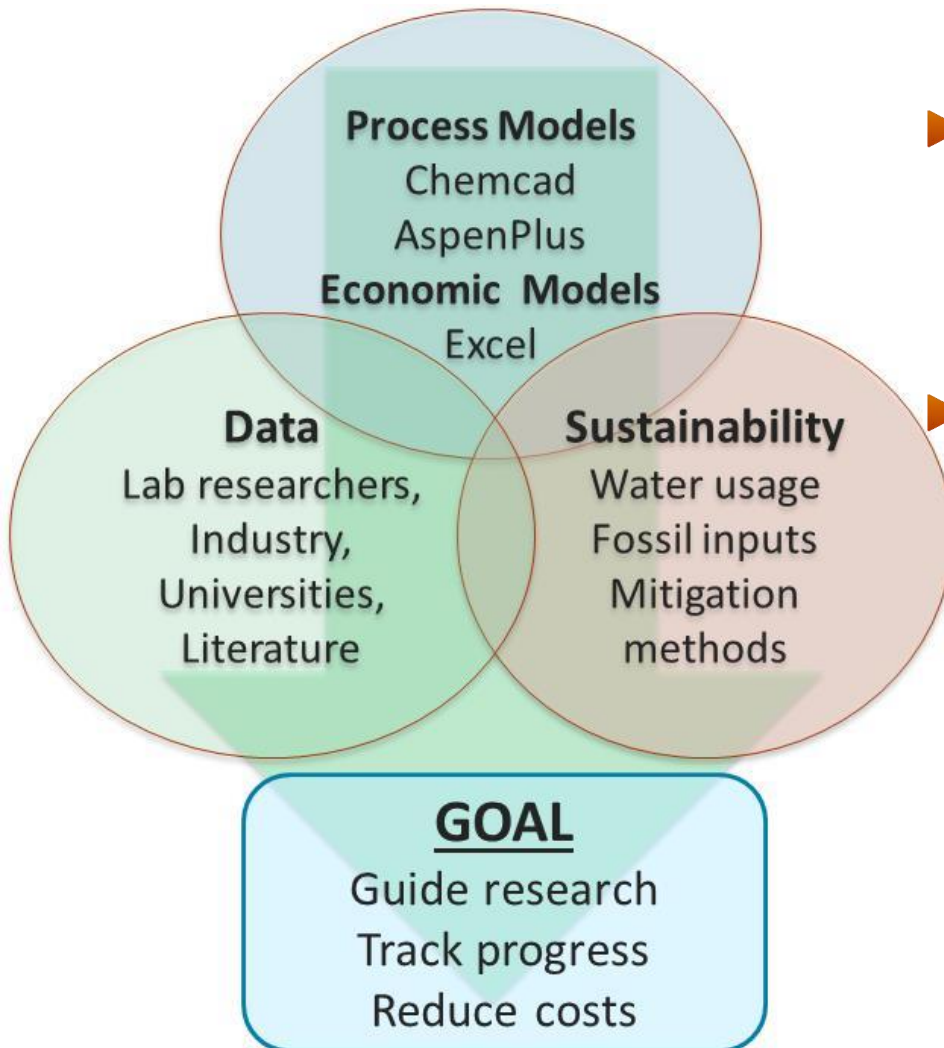 Process Models
Chemcad
AspenPlus
Economic Models
Excel
Data
Lab researchers,
Industry,
Universities,
Literature
Sustainability
Water usage
Fossil inputs
Mitigation
methods
GOAL
Guide research
Track progress
Reduce costs